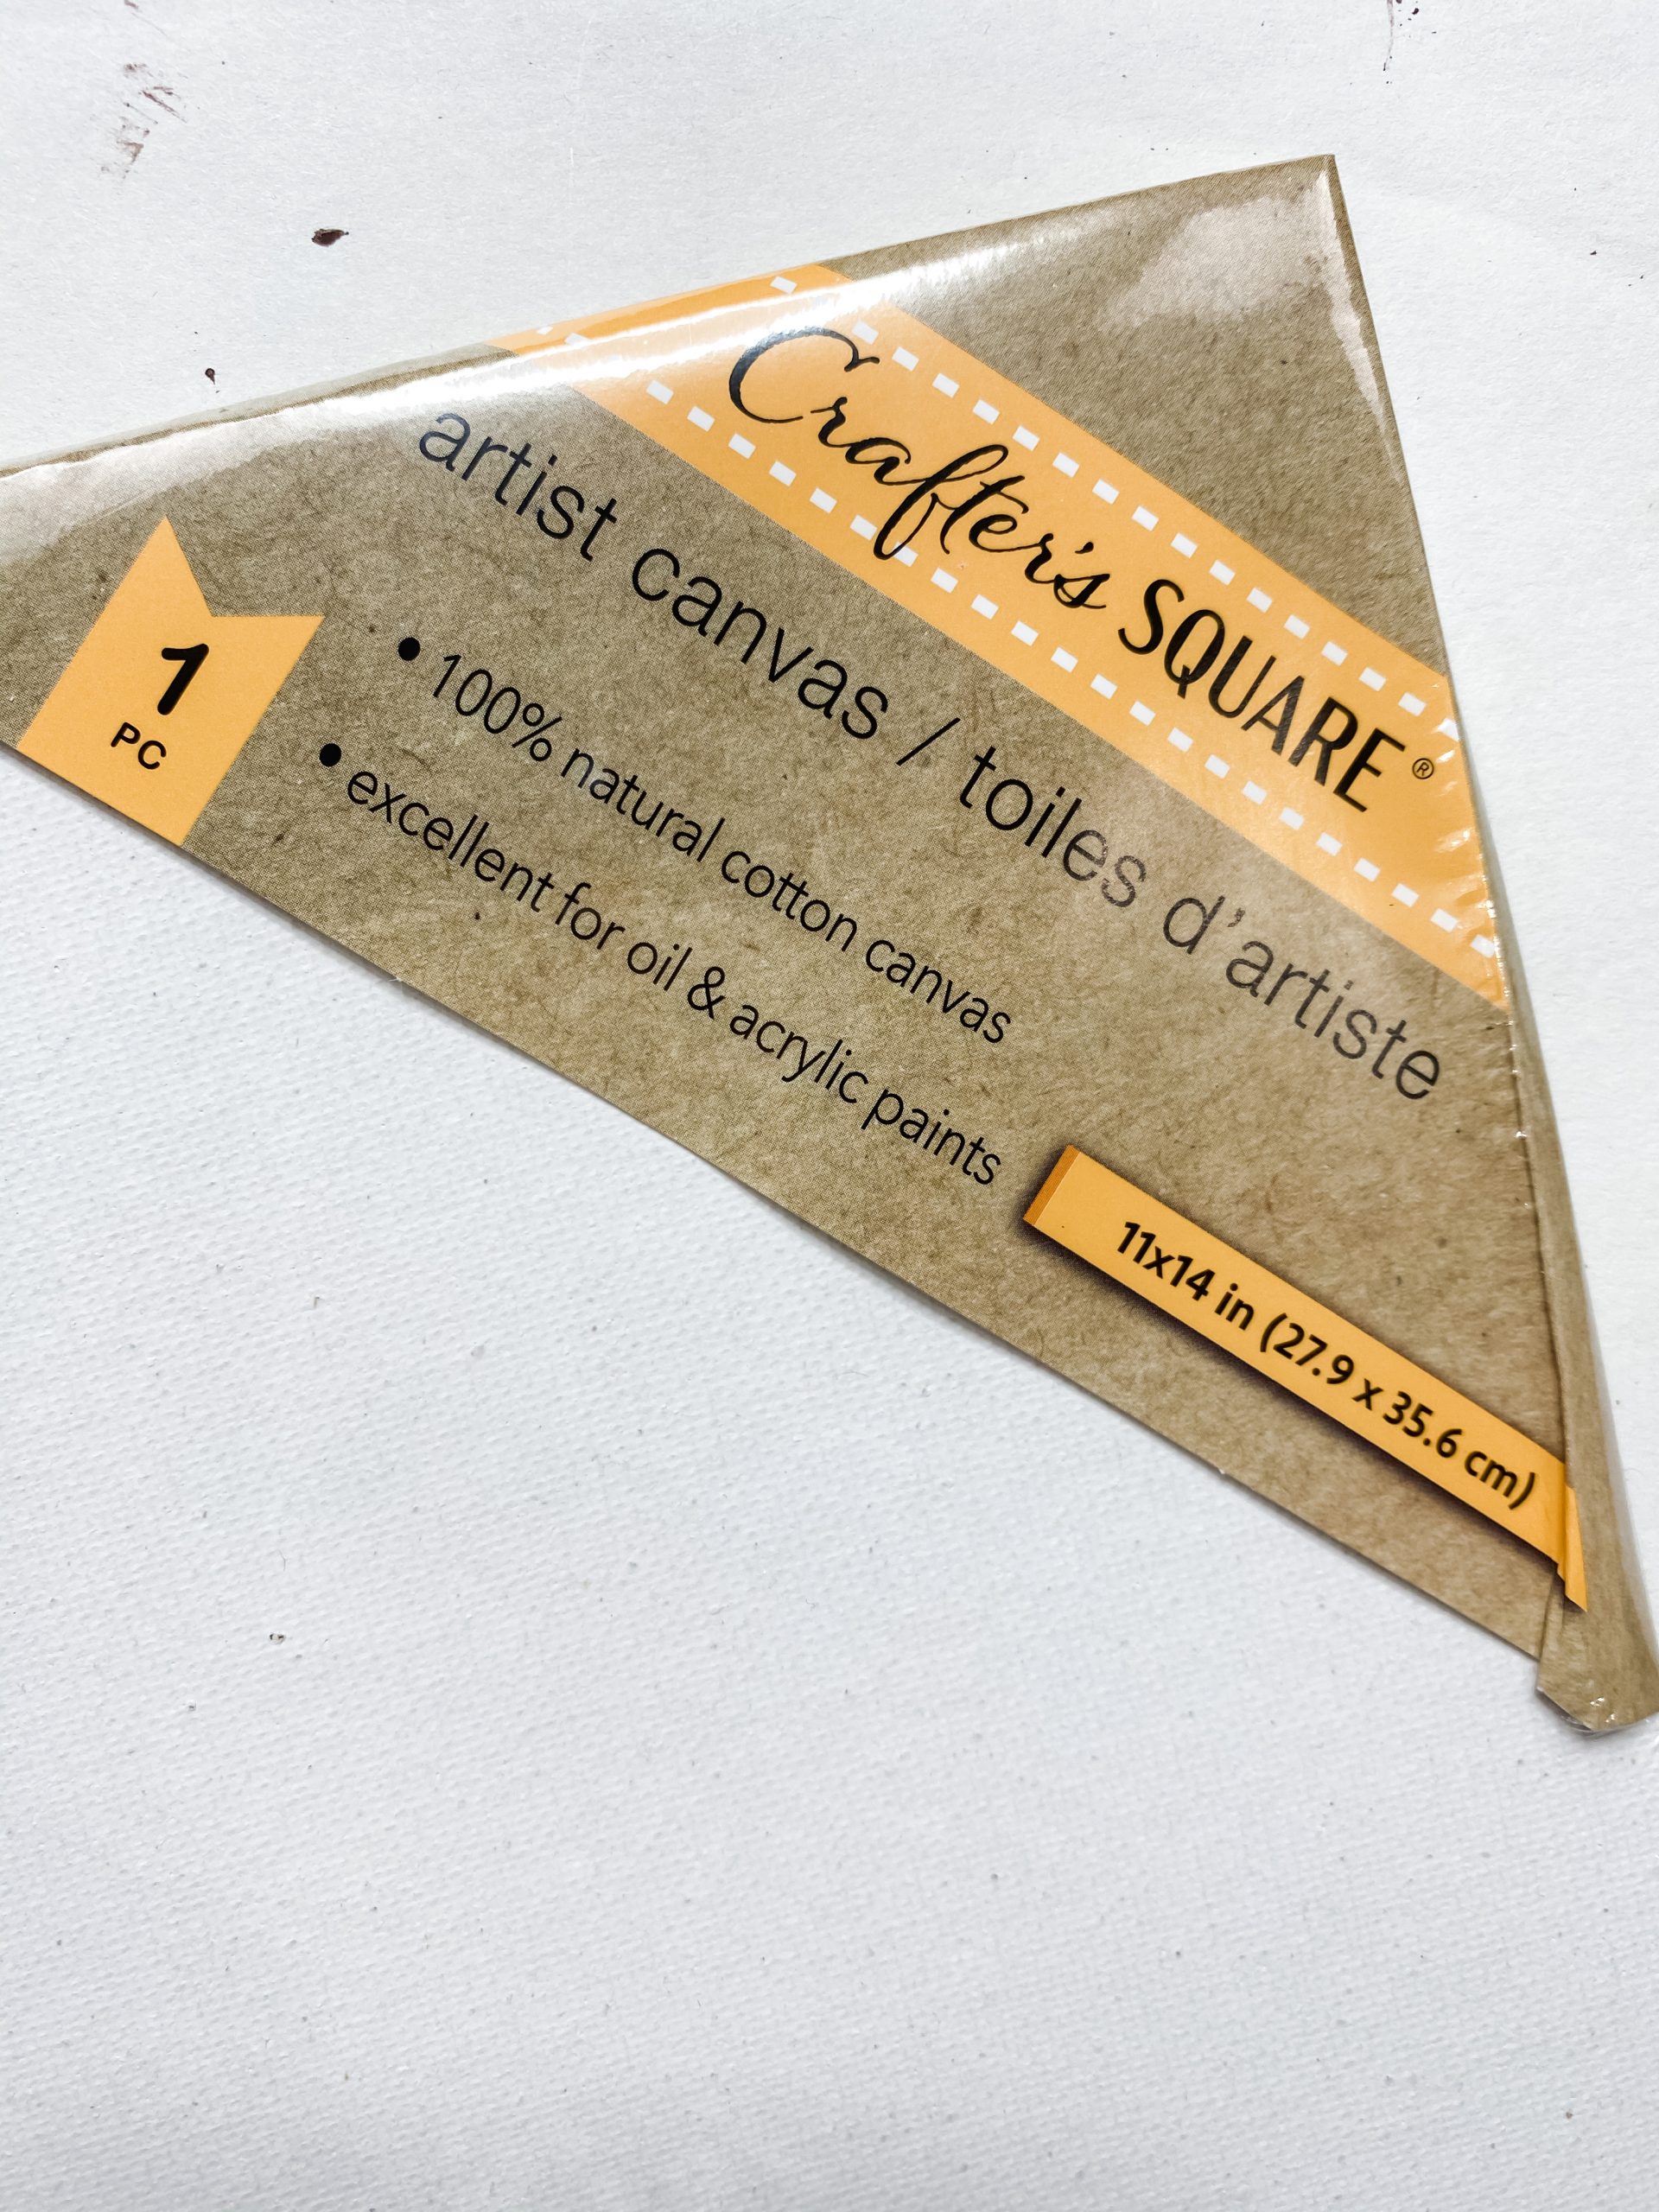 Crafter's SQUARE®
artist canvas / toiles d'artiste
• 100% natural cotton canvas
• excellent for oil & acrylic paints
1
PC
11x14 in (27.9 x 35.6 cm)